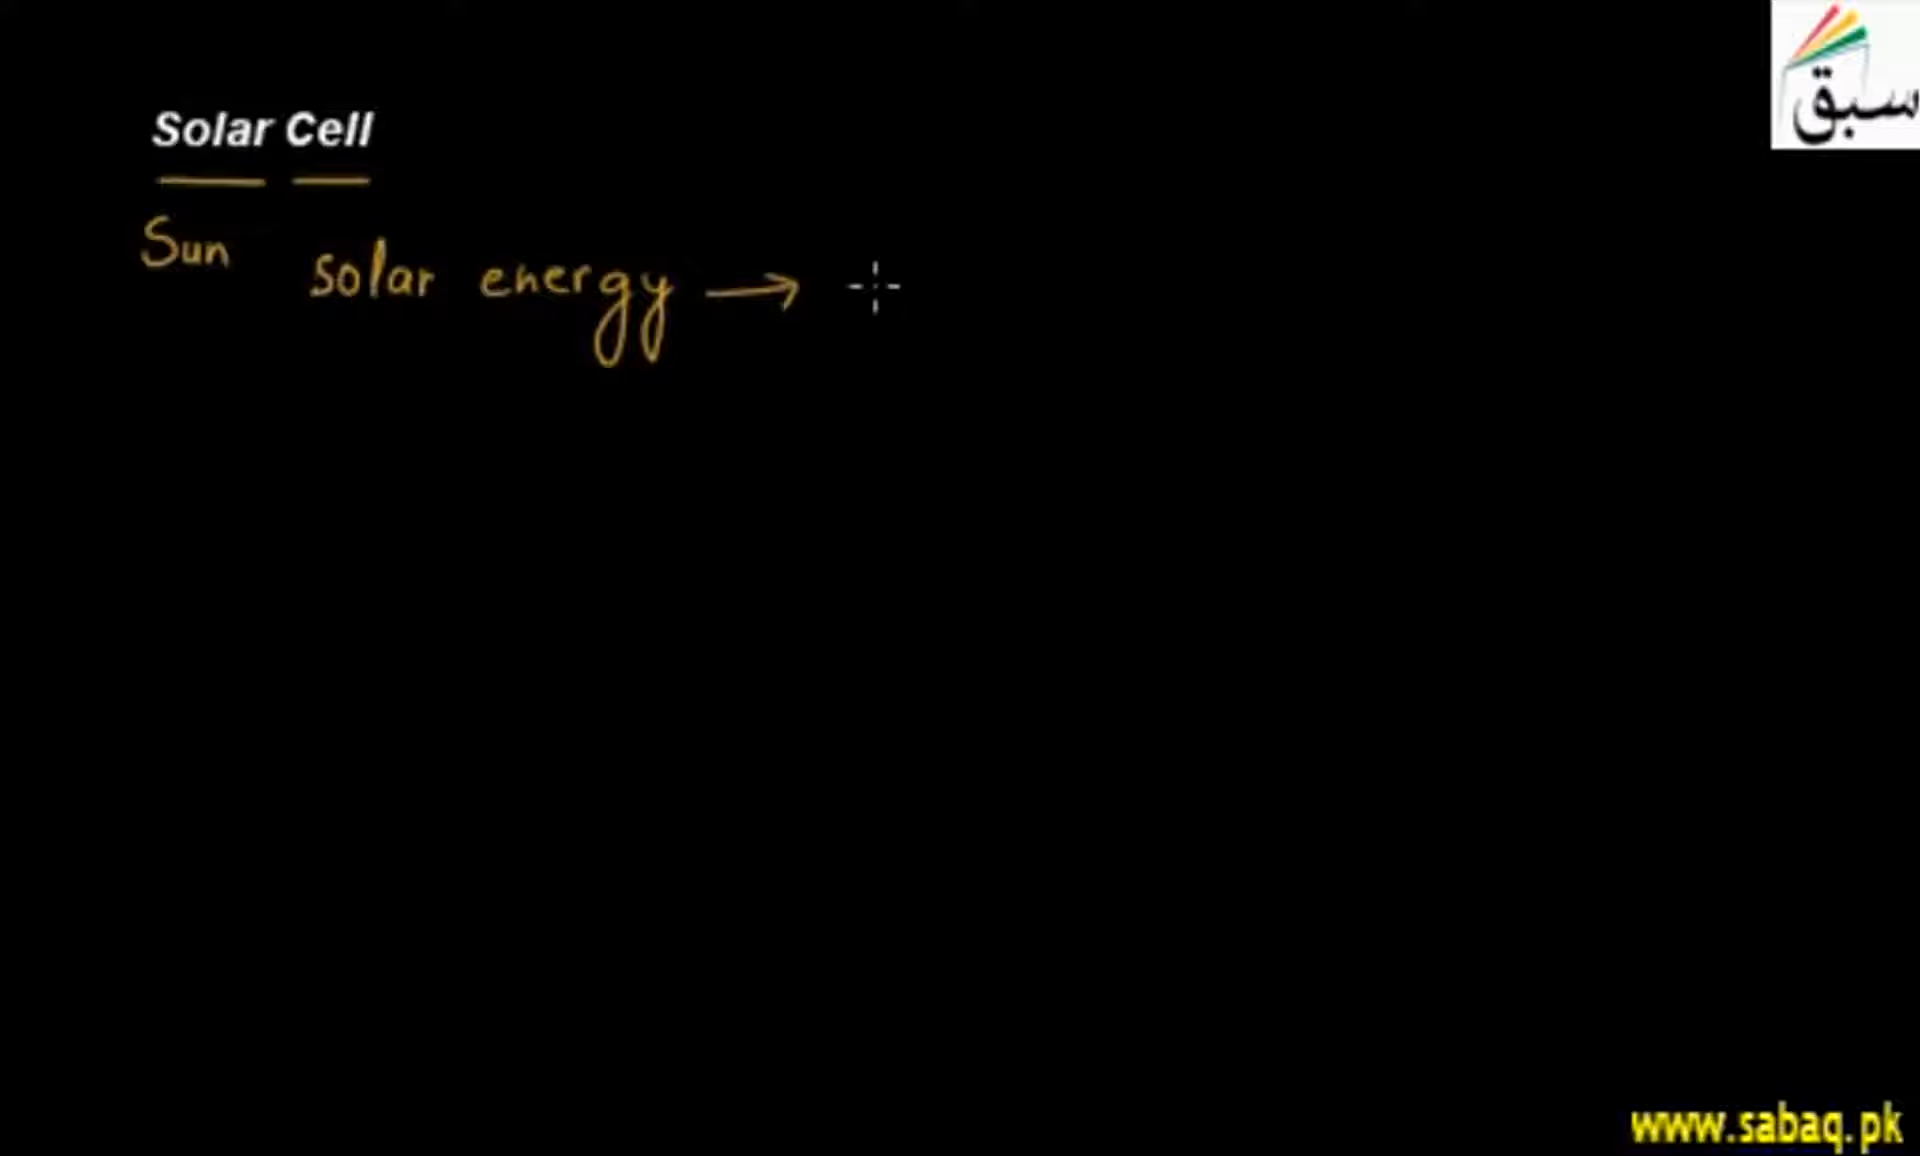 سبق
Solar Cell
Sun
solar energy →
www.sabaq.pk